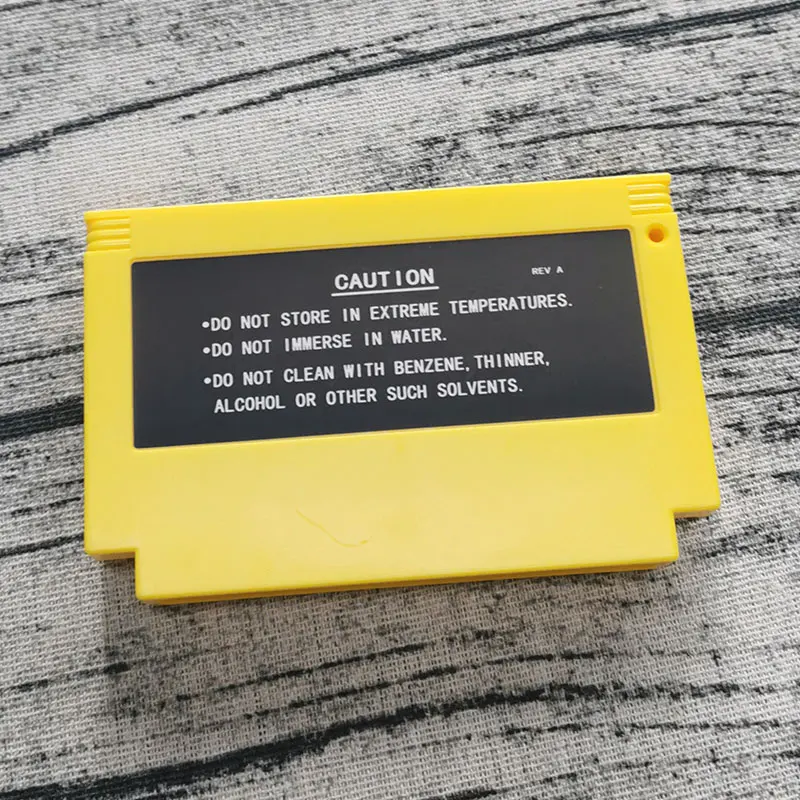 CAUTION
REV A
•DO NOT STORE IN EXTREME TEMPERATURES.
•DO NOT IMMERSE IN WATER.
•DO NOT CLEAN WITH BENZENE, THINNER,
ALCOHOL OR OTHER SUCH SOLVENTS.